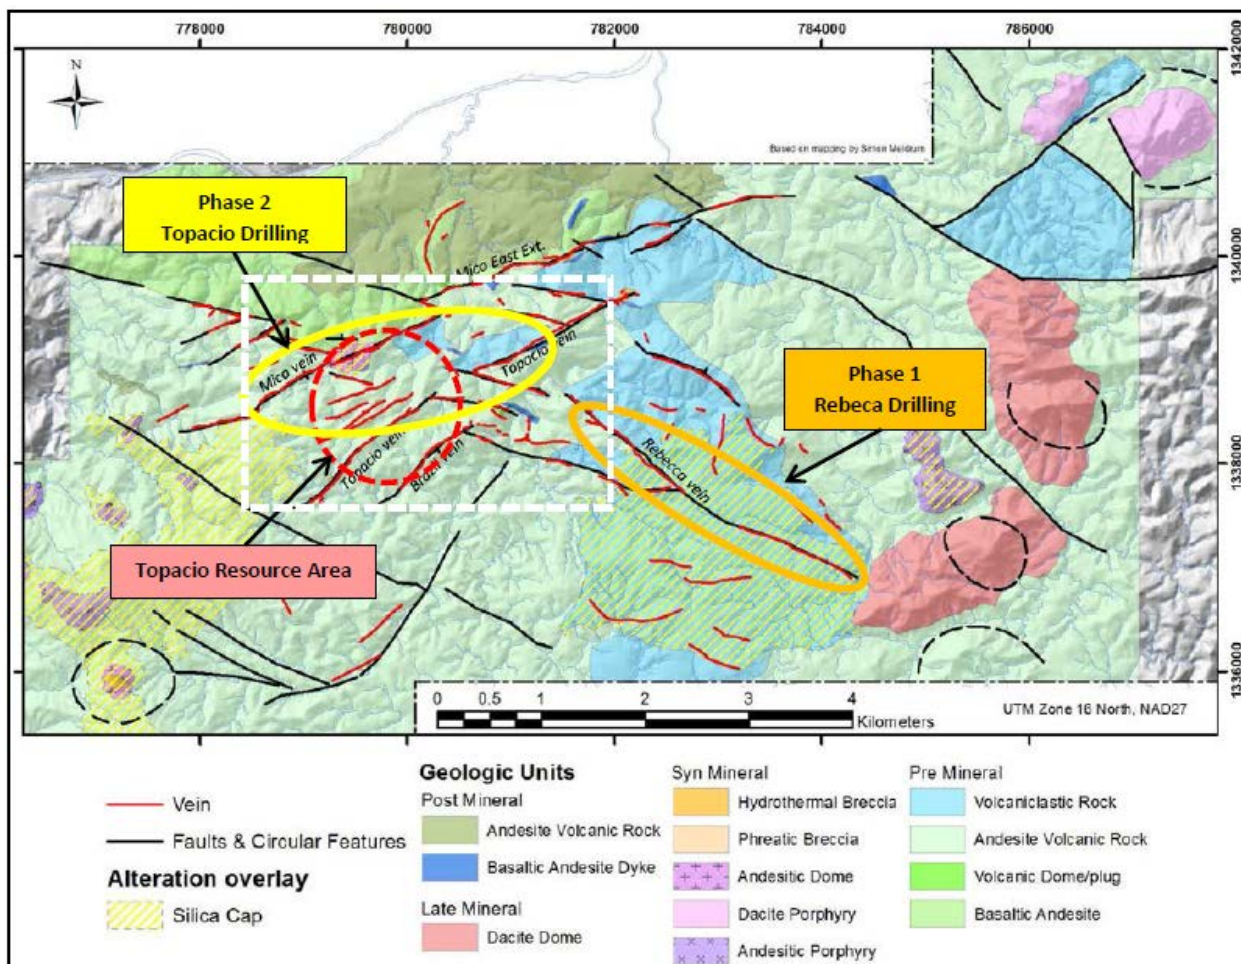 778000
780000
782000
784000
786000
1342000
N
Based on mapping by Simon Meldrum
Phase 2
Topacio Drilling
1340000
Mico East Ext.
Mico vein
Topacio vein
Phase 1
Rebeca Drilling
Topacio vein
Brazil vein
Rebecca vein
1338000
Topacio Resource Area
1336000
0 0.5 1 2 3 4
Kilometers
UTM Zone 16 North, NAD27
Vein
Faults & Circular Features
Alteration overlay
Silica Cap
Geologic Units
Post Mineral
Andesite Volcanic Rock
Basaltic Andesite Dyke
Late Mineral
Dacite Dome
Syn Mineral
Hydrothermal Breccia
Phreatic Breccia
Andesitic Dome
Dacite Porphyry
Andesitic Porphyry
Pre Mineral
Volcaniclastic Rock
Andesite Volcanic Rock
Volcanic Dome/plug
Basaltic Andesite